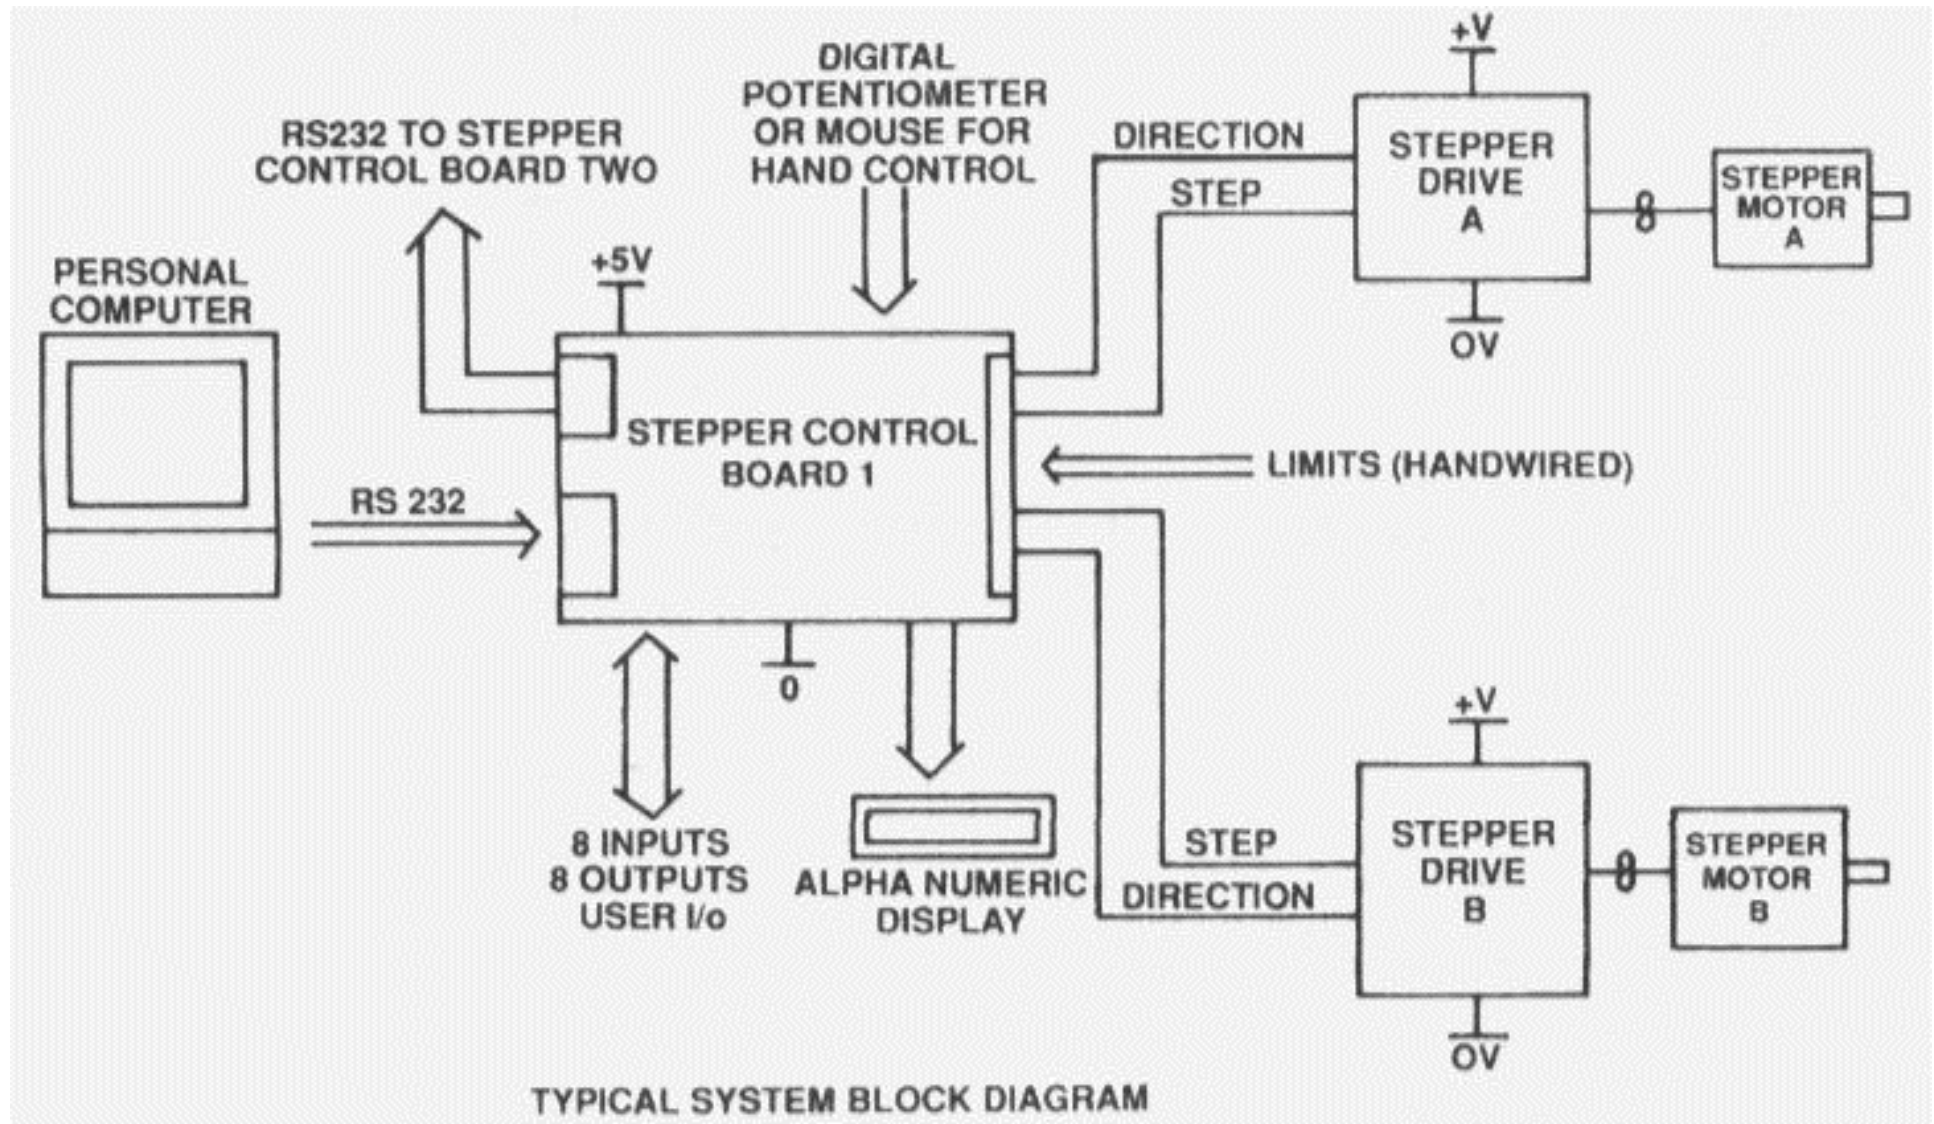 +V
DIGITAL
POTENTIOMETER
OR MOUSE FOR
HAND CONTROL
RS232 TO STEPPER
CONTROL BOARD TWO
DIRECTION
STEP
STEPPER
DRIVE
A
STEPPER
MOTOR
A
OV
PERSONAL
COMPUTER
+5V
STEPPER CONTROL
BOARD 1
LIMITS (HANDWIRED)
RS 232
0
8 INPUTS
8 OUTPUTS
USER I/o
ALPHA NUMERIC
DISPLAY
STEP
DIRECTION
+V
STEPPER
DRIVE
B
STEPPER
MOTOR
B
OV
TYPICAL SYSTEM BLOCK DIAGRAM